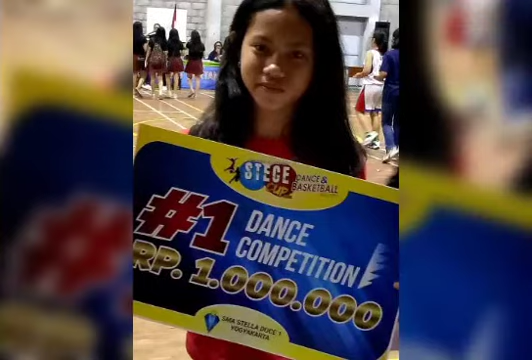 STECE
CUP
DANCE &
BASKETBALL
#1
DANCE
COMPETITION
RP. 1.000.000
SMA STELLA DUCE 1
YOGYAKARTA